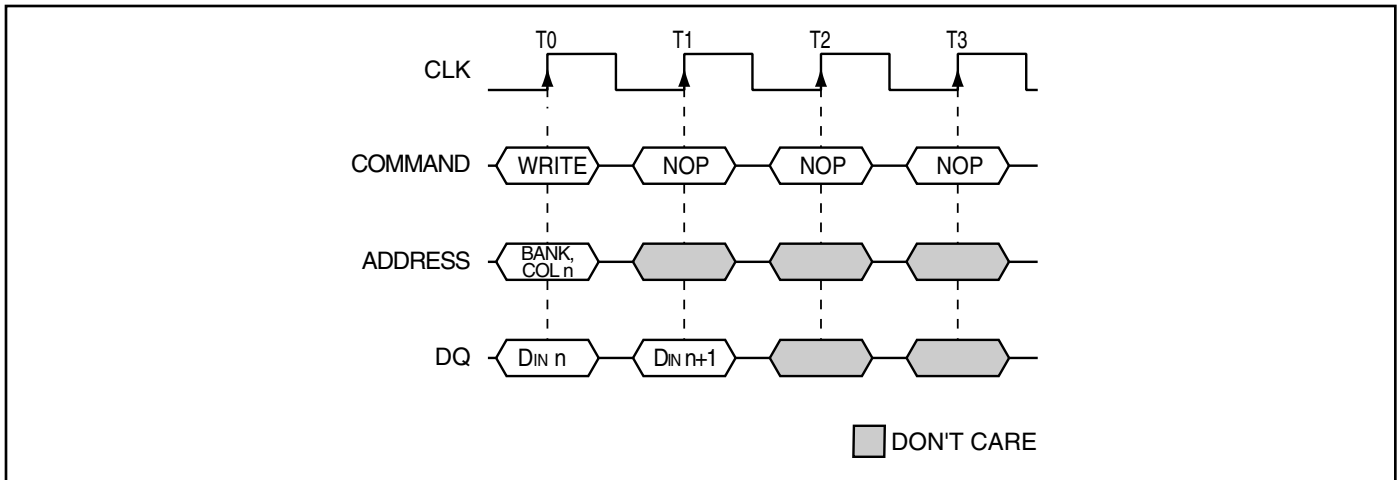 T0 T1 T2 T3
CLK
COMMAND WRITE NOP NOP NOP
ADDRESS BANK,
COL n
DQ DIN n DIN n+1
DON'T CARE